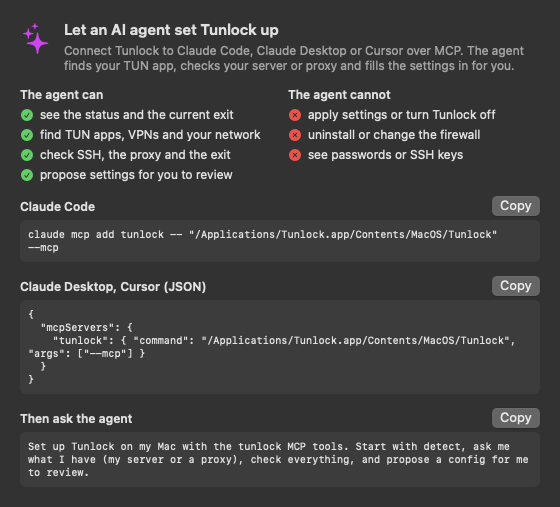 Let an AI agent set Tunlock up
Connect Tunlock to Claude Code, Claude Desktop or Cursor over MCP. The agent
finds your TUN app, checks your server or proxy and fills the settings in for you.
The agent can
see the status and the current exit
find TUN apps, VPNs and your network
check SSH, the proxy and the exit
propose settings for you to review
The agent cannot
apply settings or turn Tunlock off
uninstall or change the firewall
see passwords or SSH keys
Claude Code
Copy
claude mcp add tunlock -- "/Applications/Tunlock.app/Contents/MacOS/Tunlock"
--mcp
Claude Desktop, Cursor (JSON)
Copy
{
  "mcpServers": {
    "tunlock": { "command": "/Applications/Tunlock.app/Contents/MacOS/Tunlock",
"args": ["--mcp"] }
  }
}
Then ask the agent
Copy
Set up Tunlock on my Mac with the tunlock MCP tools. Start with detect, ask me
what I have (my server or a proxy), check everything, and propose a config for me
to review.